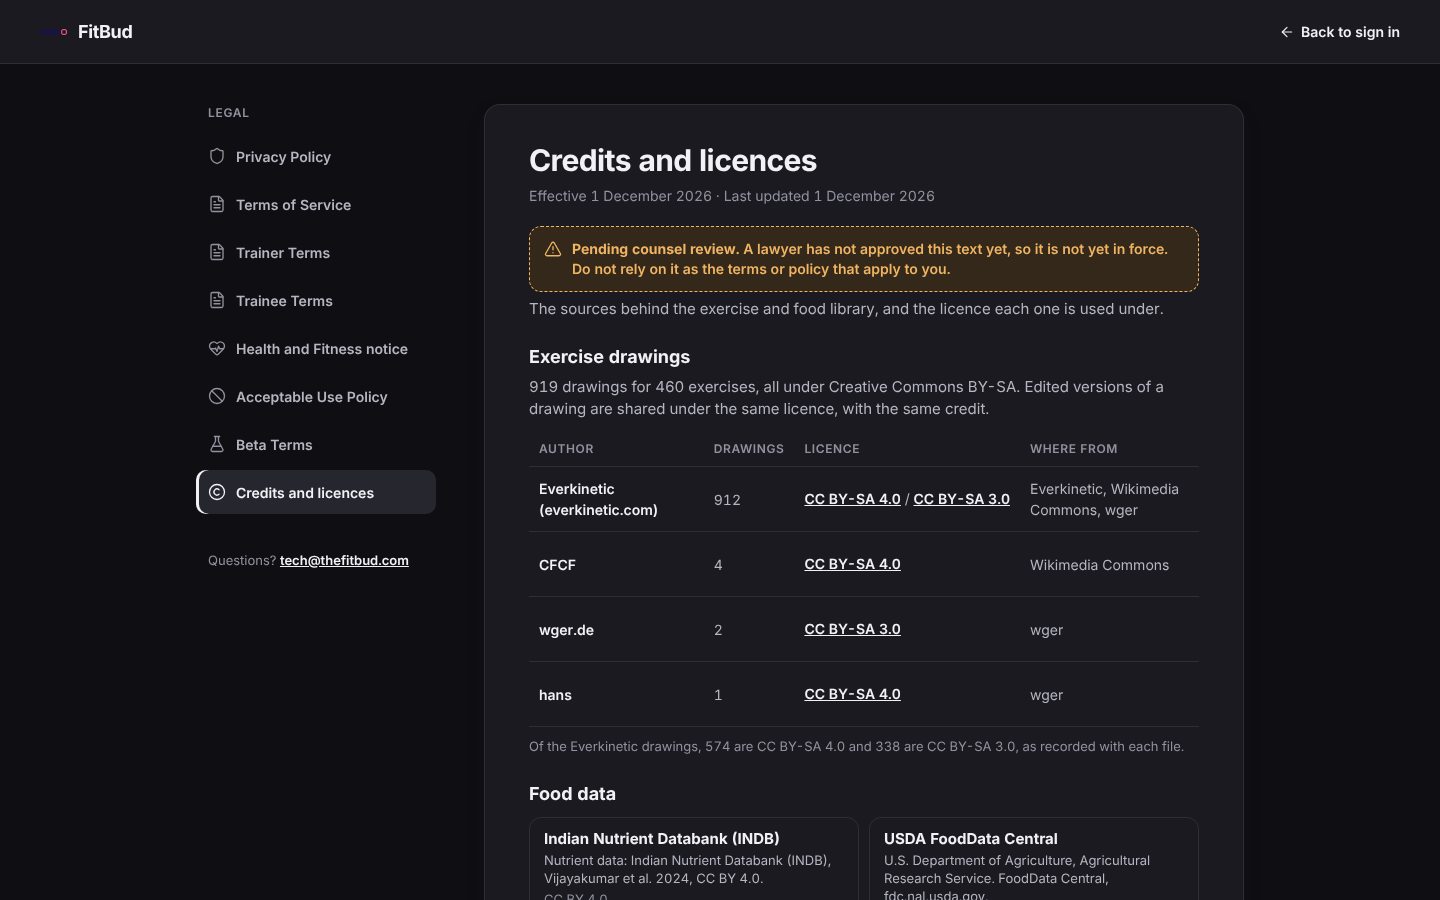 FitBud
Back to sign in
LEGAL
Privacy Policy
Terms of Service
Trainer Terms
Trainee Terms
Health and Fitness notice
Acceptable Use Policy
Beta Terms
Credits and licences
Questions? tech@thefitbud.com
Credits and licences
Effective 1 December 2026 · Last updated 1 December 2026
Pending counsel review. A lawyer has not approved this text yet, so it is not yet in force.
Do not rely on it as the terms or policy that apply to you.
The sources behind the exercise and food library, and the licence each one is used under.
Exercise drawings
919 drawings for 460 exercises, all under Creative Commons BY-SA. Edited versions of a
drawing are shared under the same licence, with the same credit.
AUTHOR DRAWINGS LICENCE WHERE FROM
Everkinetic (everkinetic.com) 912 CC BY-SA 4.0 / CC BY-SA 3.0 Everkinetic, Wikimedia Commons, wger
CFCF 4 CC BY-SA 4.0 Wikimedia Commons
wger.de 2 CC BY-SA 3.0 wger
hans 1 CC BY-SA 4.0 wger
Of the Everkinetic drawings, 574 are CC BY-SA 4.0 and 338 are CC BY-SA 3.0, as recorded with each file.
Food data
Indian Nutrient Databank (INDB)
Nutrient data: Indian Nutrient Databank (INDB),
Vijayakumar et al. 2024, CC BY 4.0.
CC BY 4.0
USDA FoodData Central
U.S. Department of Agriculture, Agricultural
Research Service. FoodData Central,
fdc.nal.usda.gov.